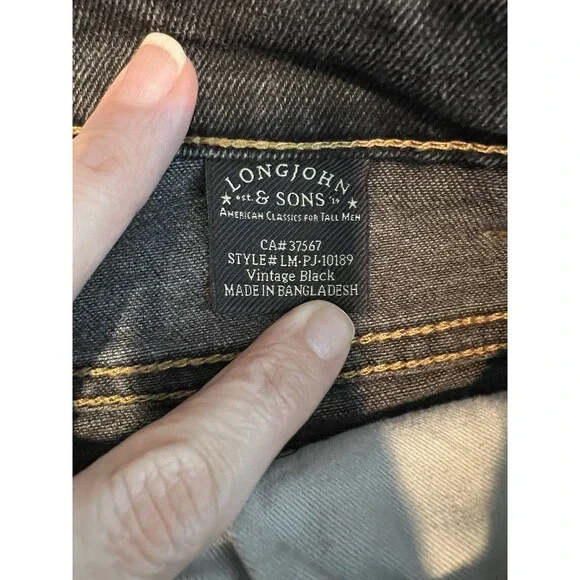 LONGJOHN
est. & SONS '19
AMERICAN CLASSICS FOR TALL MEN
CA# 37567
STYLE# LM-PJ-10189
Vintage Black
MADE IN BANGLADESH